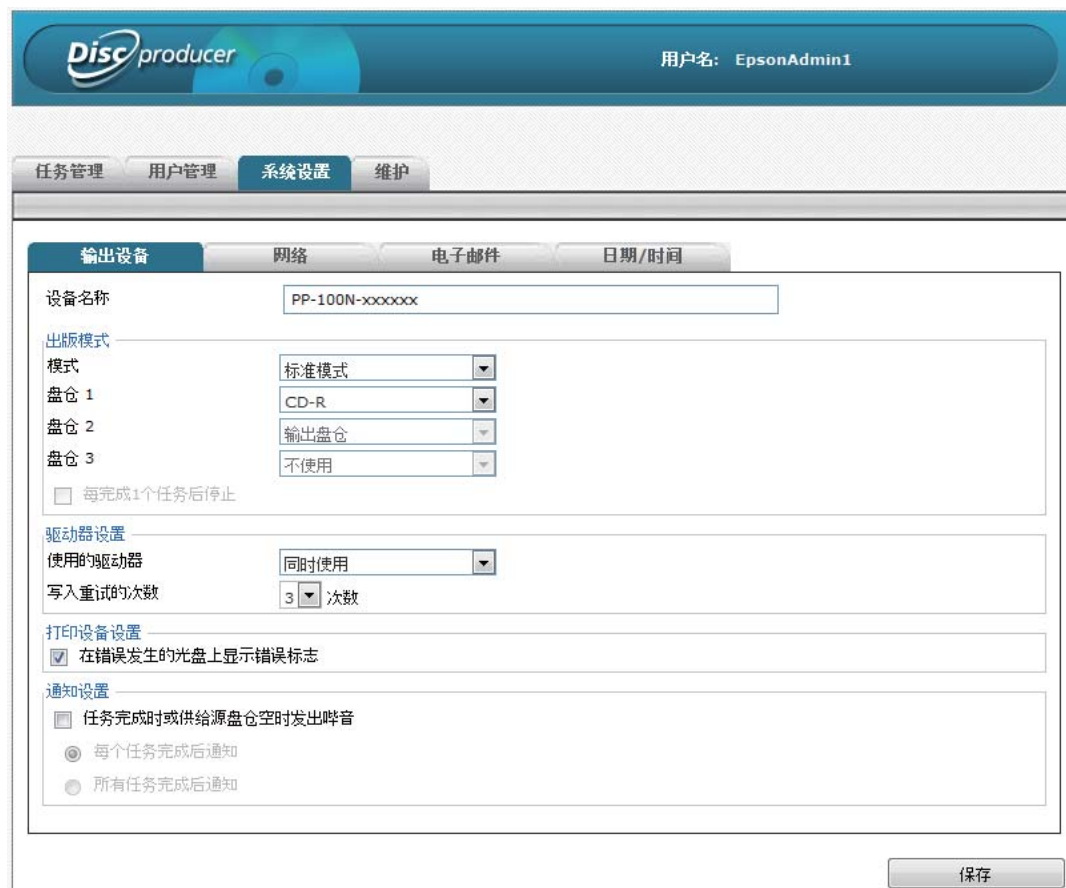 Disc producer
用户名: EpsonAdmin1
任务管理 用户管理 系统设置 维护
输出设备 网络 电子邮件 日期/时间
设备名称 PP-100N-xxxxxx
出版模式
模式 标准模式
盘仓 1 CD-R
盘仓 2 输出盘仓
盘仓 3 不使用
每完成1个任务后停止
驱动器设置
使用的驱动器 同时使用
写入重试的次数 3 次数
打印设备设置
在错误发生的光盘上显示错误标志
通知设置
任务完成时或供给源盘仓空时发出哔音
每个任务完成后通知
所有任务完成后通知
保存